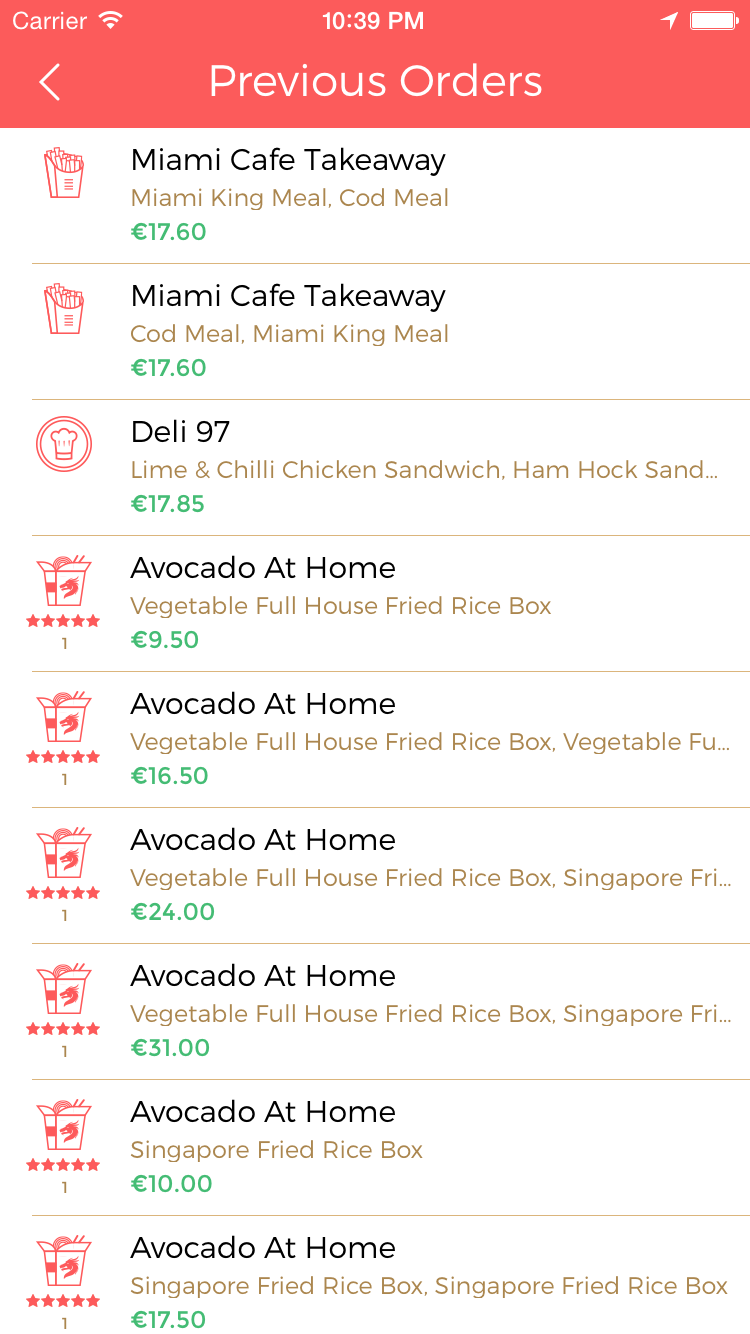 Carrier 10:39 PM
Previous Orders
Miami Cafe Takeaway
Miami King Meal, Cod Meal
€17.60
Miami Cafe Takeaway
Cod Meal, Miami King Meal
€17.60
Deli 97
Lime & Chilli Chicken Sandwich, Ham Hock Sand...
€17.85
Avocado At Home
Vegetable Full House Fried Rice Box
1
€9.50
Avocado At Home
Vegetable Full House Fried Rice Box, Vegetable Fu...
€16.50
1
Avocado At Home
Vegetable Full House Fried Rice Box, Singapore Fri...
€24.00
1
Avocado At Home
Vegetable Full House Fried Rice Box, Singapore Fri...
€31.00
1
Avocado At Home
Singapore Fried Rice Box
€10.00
1
Avocado At Home
Singapore Fried Rice Box, Singapore Fried Rice Box
€17.50
1